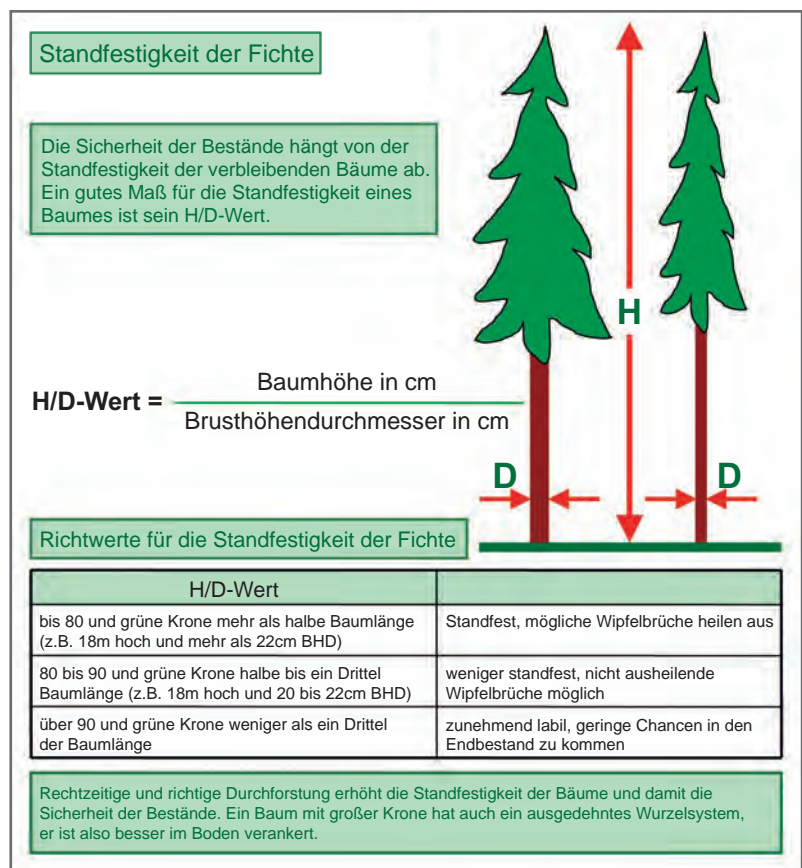 Standfestigkeit der Fichte
Die Sicherheit der Bestände hängt von der
Standfestigkeit der verbleibenden Bäume ab.
Ein gutes Maß für die Standfestigkeit eines
Baumes ist sein H/D-Wert.
H
H/D-Wert =
Baumhöhe in cm
Brusthöhendurchmesser in cm
D
D
Richtwerte für die Standfestigkeit der Fichte
H/D-Wert
bis 80 und grüne Krone mehr als halbe Baumlänge
(z.B. 18m hoch und mehr als 22cm BHD)
Standfest, mögliche Wipfelbrüche heilen aus
80 bis 90 und grüne Krone halbe bis ein Drittel
Baumlänge (z.B. 18m hoch und 20 bis 22cm BHD)
weniger standfest, nicht ausheilende
Wipfelbrüche möglich
über 90 und grüne Krone weniger als ein Drittel
der Baumlänge
zunehmend labil, geringe Chancen in den
Endbestand zu kommen
Rechtzeitige und richtige Durchforstung erhöht die Standfestigkeit der Bäume und damit die
Sicherheit der Bestände. Ein Baum mit großer Krone hat auch ein ausgedehntes Wurzelsystem,
er ist also besser im Boden verankert.